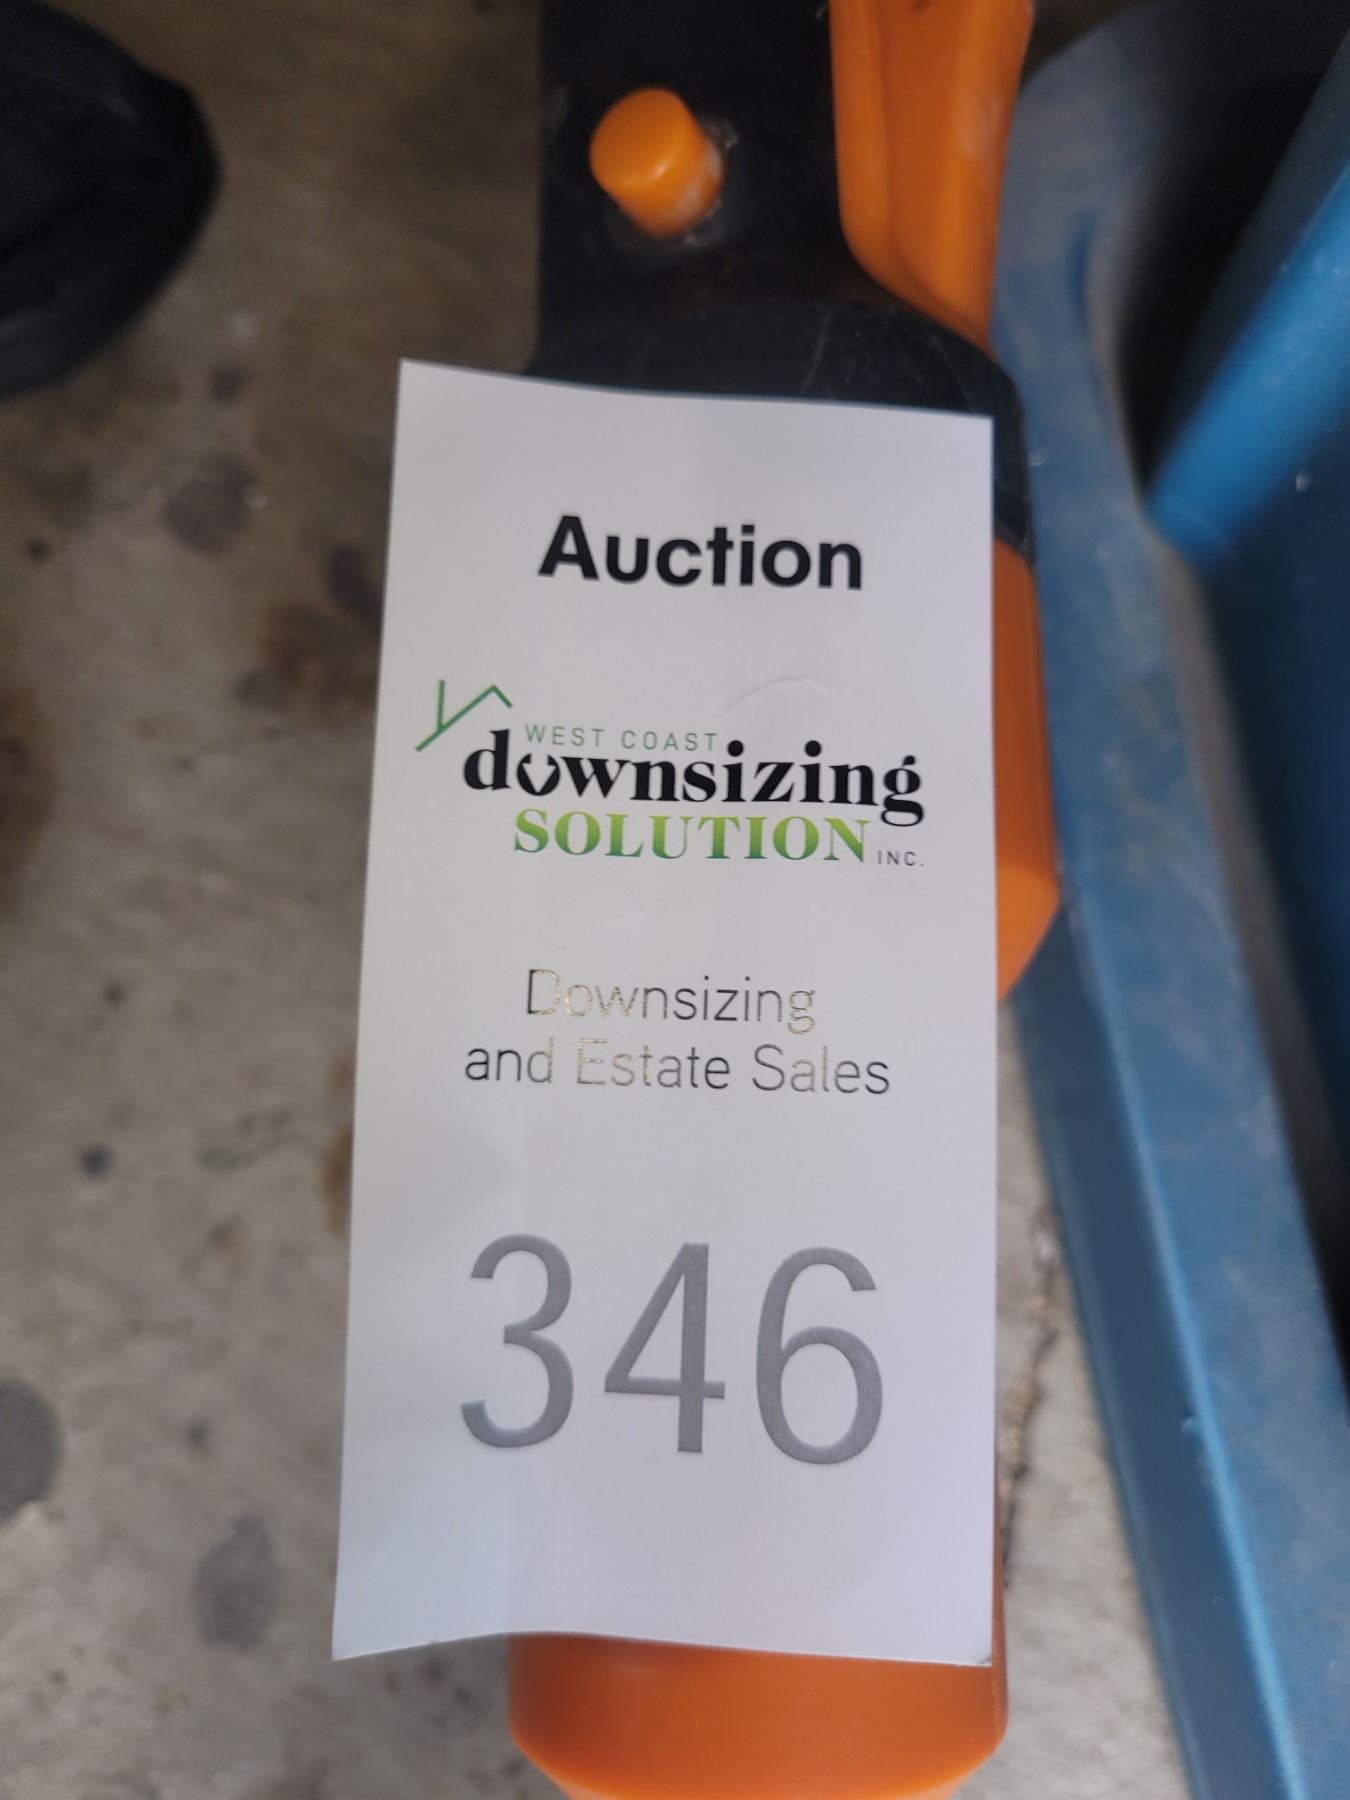 Auction
WEST COAST
downsizing
SOLUTION INC.
Downsizing
and Estate Sales
346